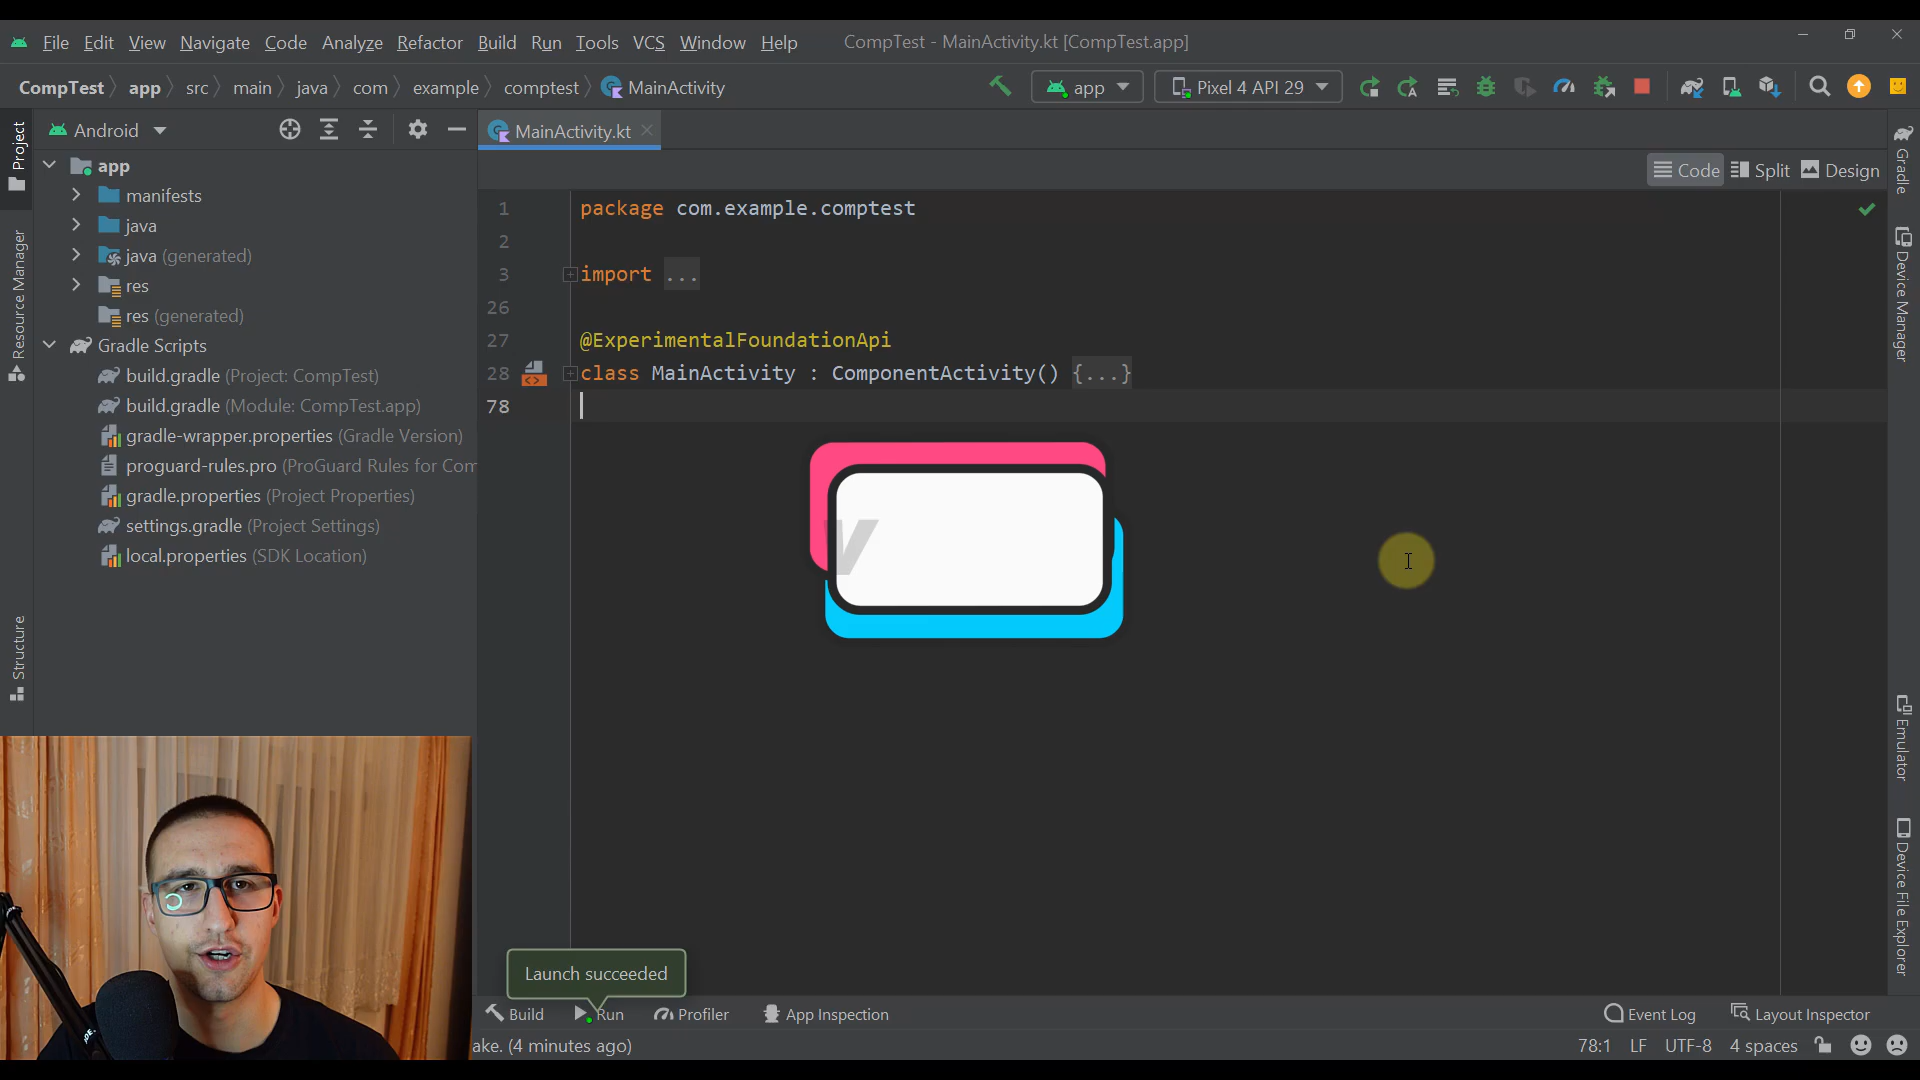 File Edit View Navigate Code Analyze Refactor Build Run Tools VCS Window Help CompTest - MainActivity.kt [CompTest.app]
CompTest app src main java com example comptest MainActivity app Pixel 4 API 29
Project
Resource Manager
Structure
Android
app
manifests
java
java (generated)
res
res (generated)
Gradle Scripts
build.gradle (Project: CompTest)
build.gradle (Module: CompTest.app)
gradle-wrapper.properties (Gradle Version)
proguard-rules.pro (ProGuard Rules for Com
gradle.properties (Project Properties)
settings.gradle (Project Settings)
local.properties (SDK Location)
MainActivity.kt
Code Split Design
1 package com.example.comptest
2
3 import ...
26
27 @ExperimentalFoundationApi
28 class MainActivity : ComponentActivity() {...}
78
Gradle
Device Manager
Emulator
Device File Explorer
Launch succeeded
Build Run Profiler App Inspection Event Log Layout Inspector
ake. (4 minutes ago) 78:1 LF UTF-8 4 spaces